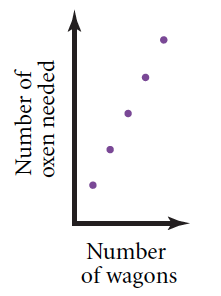 Number of
oxen needed
Number
of wagons